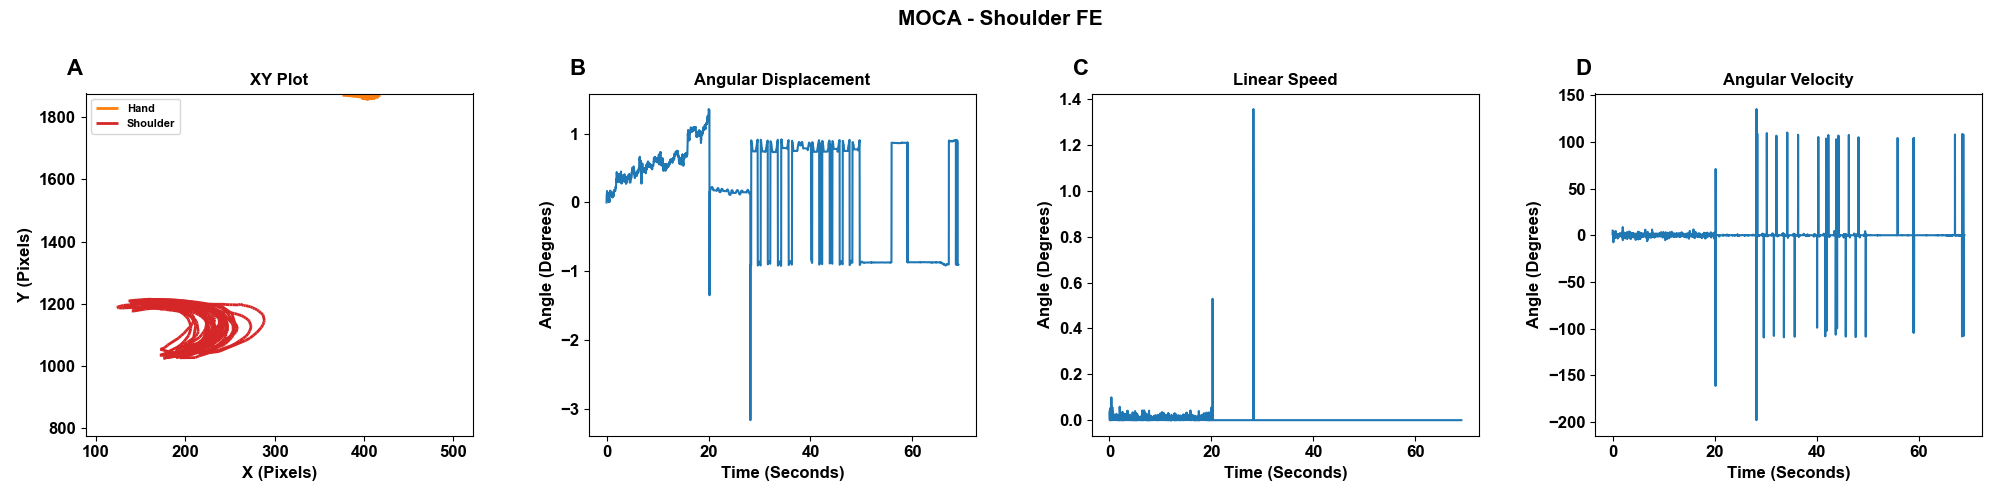 MOCA - Shoulder FE
A
XY Plot
Hand
Shoulder
1800
1600
1400
1200
1000
800
Y (Pixels)
100 200 300 400 500
X (Pixels)
B
Angular Displacement
1
0
−1
−2
−3
Angle (Degrees)
0 20 40 60
Time (Seconds)
C
Linear Speed
1.4
1.2
1.0
0.8
0.6
0.4
0.2
0.0
Angle (Degrees)
0 20 40 60
Time (Seconds)
D
Angular Velocity
150
100
50
0
−50
−100
−150
−200
Angle (Degrees)
0 20 40 60
Time (Seconds)